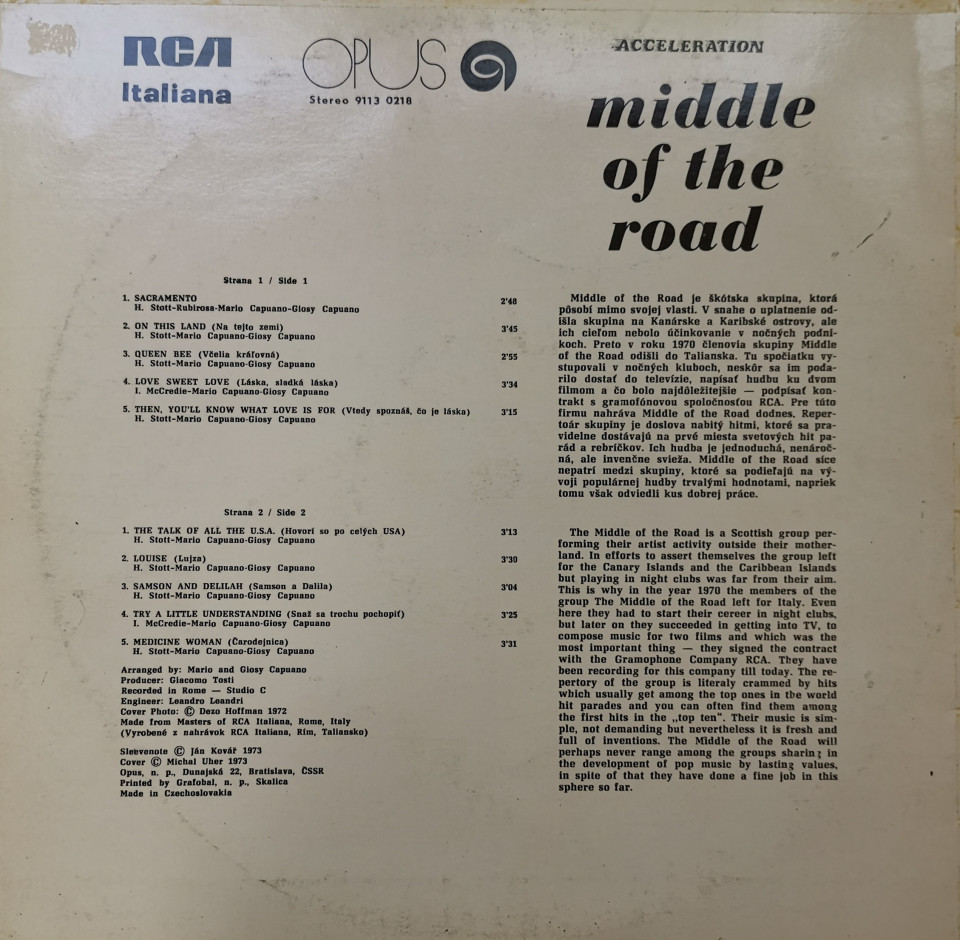 RCA
Italiana
OPUS
Stereo 9113 0218
ACCELERATION
middle
of the
road
Strana 1 / Side 1
1. SACRAMENTO 2'48
H. Stott-Rubirosa-Mario Capuano-Giosy Capuano
2. ON THIS LAND (Na tejto zemi) 3'45
H. Stott-Mario Capuano-Giosy Capuano
3. QUEEN BEE (Včelia kráľovná) 2'55
H. Stott-Mario Capuano-Giosy Capuano
4. LOVE SWEET LOVE (Láska, sladká láska) 3'34
I. McCredie-Mario Capuano-Giosy Capuano
5. THEN, YOU'LL KNOW WHAT LOVE IS FOR (Vtedy spoznáš, čo je láska) 3'15
H. Stott-Mario Capuano-Giosy Capuano
Strana 2 / Side 2
1. THE TALK OF ALL THE U.S.A. (Hovorí so po celých USA) 3'13
H. Stott-Mario Capuano-Giosy Capuano
2. LOUISE (Lujza) 3'30
H. Stott-Mario Capuano-Giosy Capuano
3. SAMSON AND DELILAH (Samson a Dalila) 3'04
H. Stott-Mario Capuano-Giosy Capuano
4. TRY A LITTLE UNDERSTANDING (Snaž sa trochu pochopiť) 3'25
I. McCredie-Mario Capuano-Giosy Capuano
5. MEDICINE WOMAN (Čarodejnica) 3'31
H. Stott-Mario Capuano-Giosy Capuano
Arranged by: Mario and Giosy Capuano
Producer: Giacomo Tosti
Recorded in Rome — Studio C
Engineer: Leandro Leandri
Cover Photo: © Dezo Hoffman 1972
Made from Masters of RCA Italiana, Rome, Italy
(Vyrobené z nahrávok RCA Italiana, Rím, Taliansko)
Sleevenote © Ján Kovář 1973
Cover © Michal Uher 1973
Opus, n. p., Dunajská 22, Bratislava, ČSSR
Printed by Grafobal, n. p., Skalica
Made in Czechoslovakia
Middle of the Road je škótska skupina, ktorá
pôsobí mimo svojej vlasti. V snahe o uplatnenie od-
išla skupina na Kanárske a Karibské ostrovy, ale
ich cieľom nebolo účinkovanie v nočných podni-
koch. Preto v roku 1970 členovia skupiny Middle
of the Road odišli do Talianska. Tu spočiatku vy-
stupovali v nočných kluboch, neskôr sa im poda-
rilo dostať do televízie, napísať hudbu ku dvom
filmom a čo bolo najdôležitejšie — podpísať kon-
trakt s gramofónovou spoločnosťou RCA. Pre túto
firmu nahráva Middle of the Road dodnes. Reper-
toár skupiny je doslova nabitý hitmi, ktoré sa pra-
videlne dostávajú na prvé miesta svetových hit pa-
rád a rebríčkov. Ich hudba je jednoduchá, nenároč-
ná, ale invenčne svieža. Middle of the Road síce
nepatrí medzi skupiny, ktoré sa podieľajú na vý-
voji populárnej hudby trvalými hodnotami, napriek
tomu však odviedli kus dobrej práce.
The Middle of the Road is a Scottish group per-
forming their artist activity outside their mother-
land. In efforts to assert themselves the group left
for the Canary Islands and the Caribbean Islands
but playing in night clubs was far from their aim.
This is why in the year 1970 the members of the
group The Middle of the Road left for Italy. Even
here they had to start their cereer in night clubs,
but later on they succeeded in getting into TV, to
compose music for two films and which was the
most important thing — they signed the contract
with the Gramophone Company RCA. They have
been recording for this company till today. The re-
pertory of the group is literaly crammed by hits
which usually get among the top ones in the world
hit parades and you can often find them among
the first hits in the „top ten". Their music is sim-
ple, not demanding but nevertheless it is fresh and
full of inventions. The Middle of the Road will
perhaps never range among the groups sharing in
the development of pop music by lasting values,
in spite of that they have done a fine job in this
sphere so far.